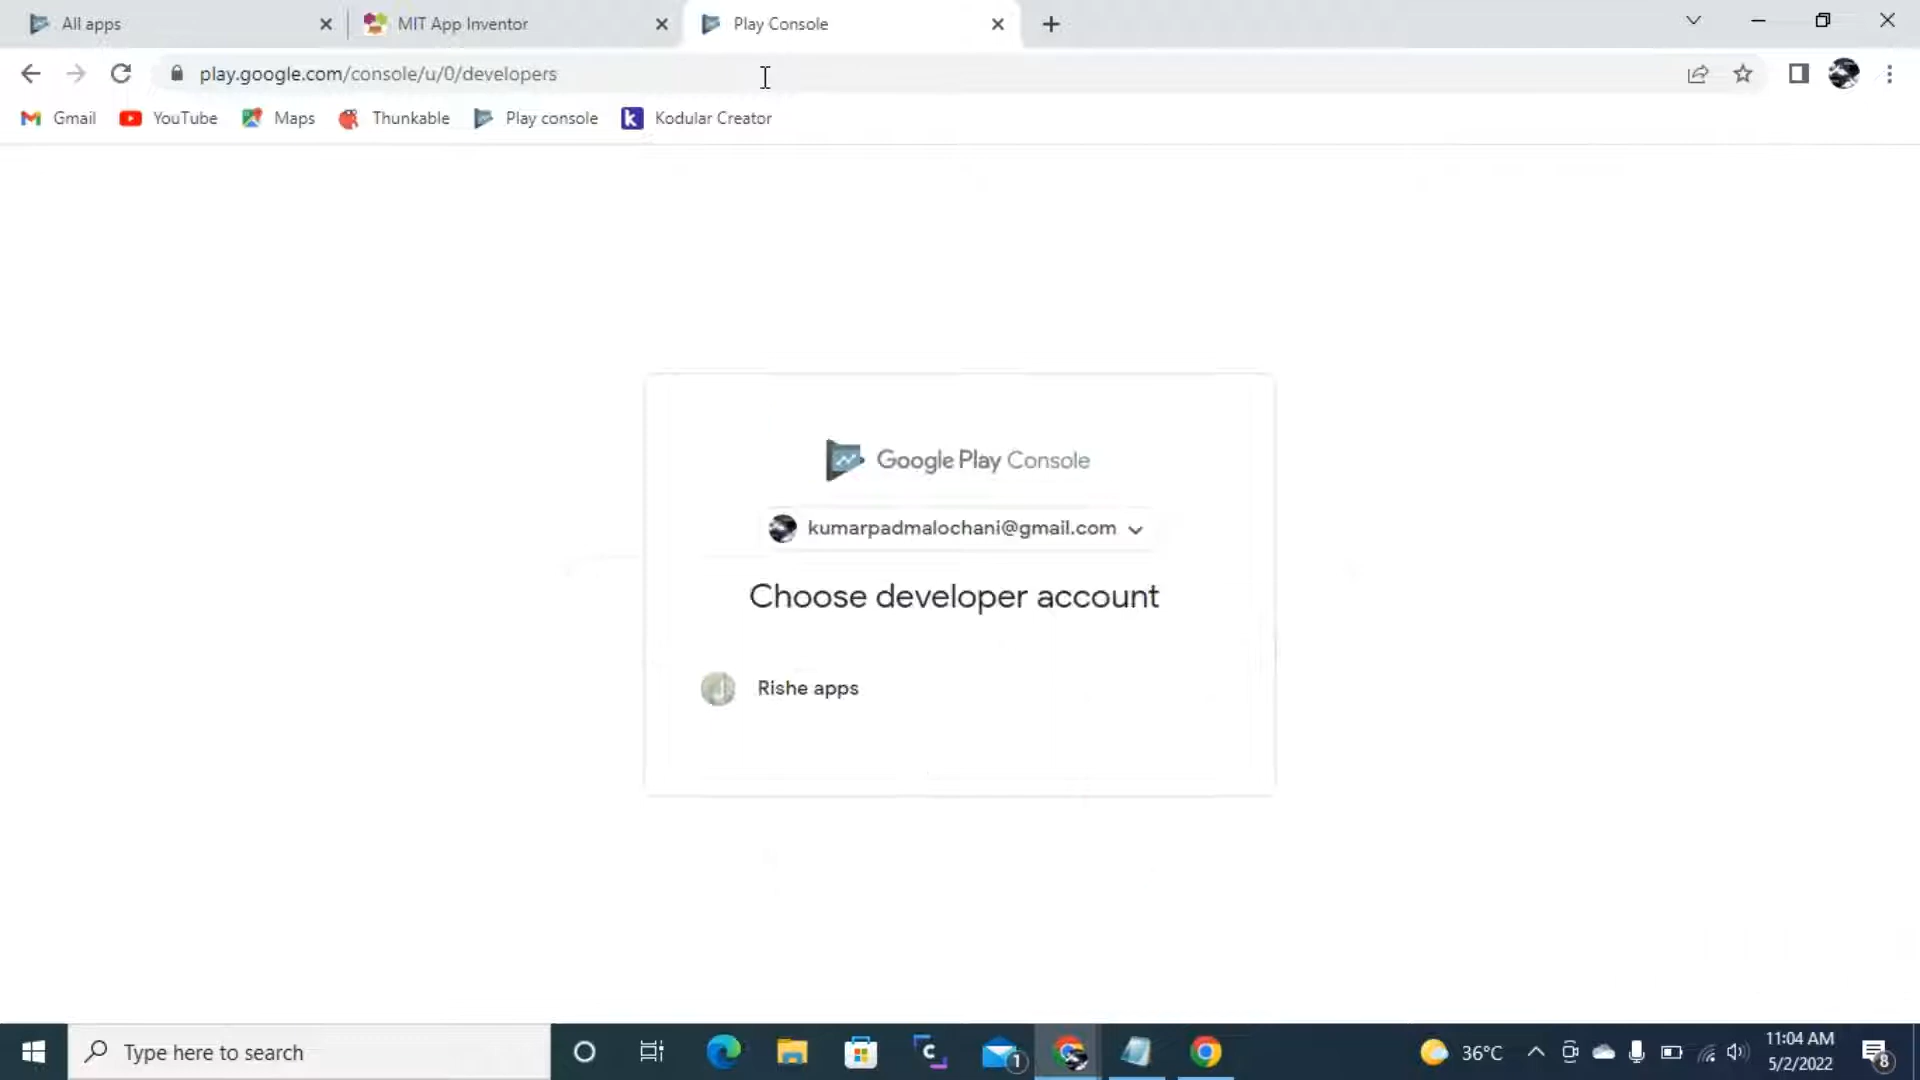 All apps
MIT App Inventor
Play Console
play.google.com/console/u/0/developers
Gmail
YouTube
Maps
Thunkable
Play console
k
Kodular Creator
Google Play Console
kumarpadmalochani@gmail.com
Choose developer account
Rishe apps
Type here to search
1
36°C
11:04 AM
5/2/2022
8